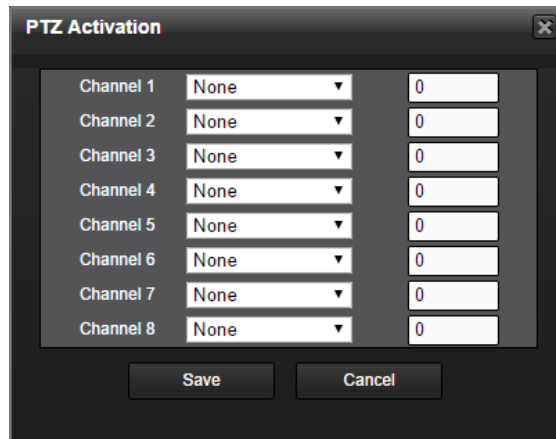 PTZ Activation
Channel 1 None 0
Channel 2 None 0
Channel 3 None 0
Channel 4 None 0
Channel 5 None 0
Channel 6 None 0
Channel 7 None 0
Channel 8 None 0
Save Cancel